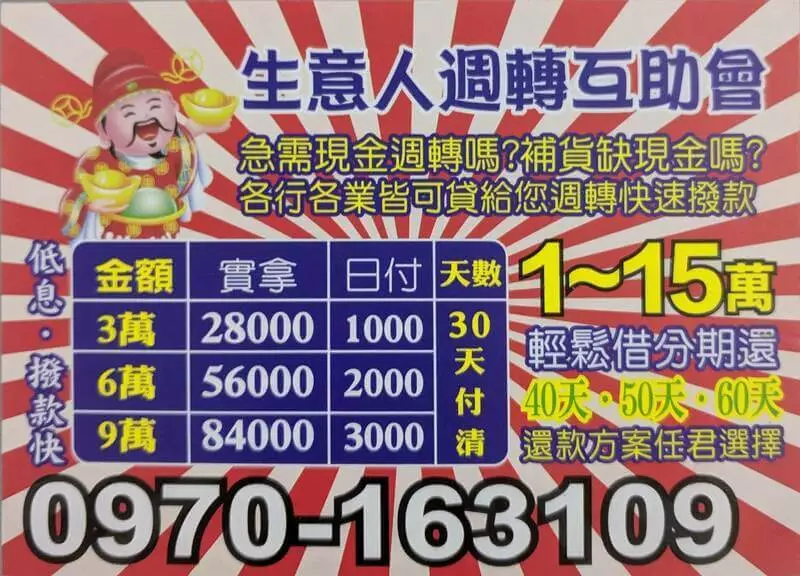 生意人週轉互助會
急需現金週轉嗎?補貨缺現金嗎?
各行各業皆可貸給您週轉快速撥款
低息·撥款快
金額 實拿 日付 天數
3萬 28000 1000
6萬 56000 2000
9萬 84000 3000
30天付清
1~15萬
輕鬆借分期還
40天·50天·60天
還款方案任君選擇
0970-163109